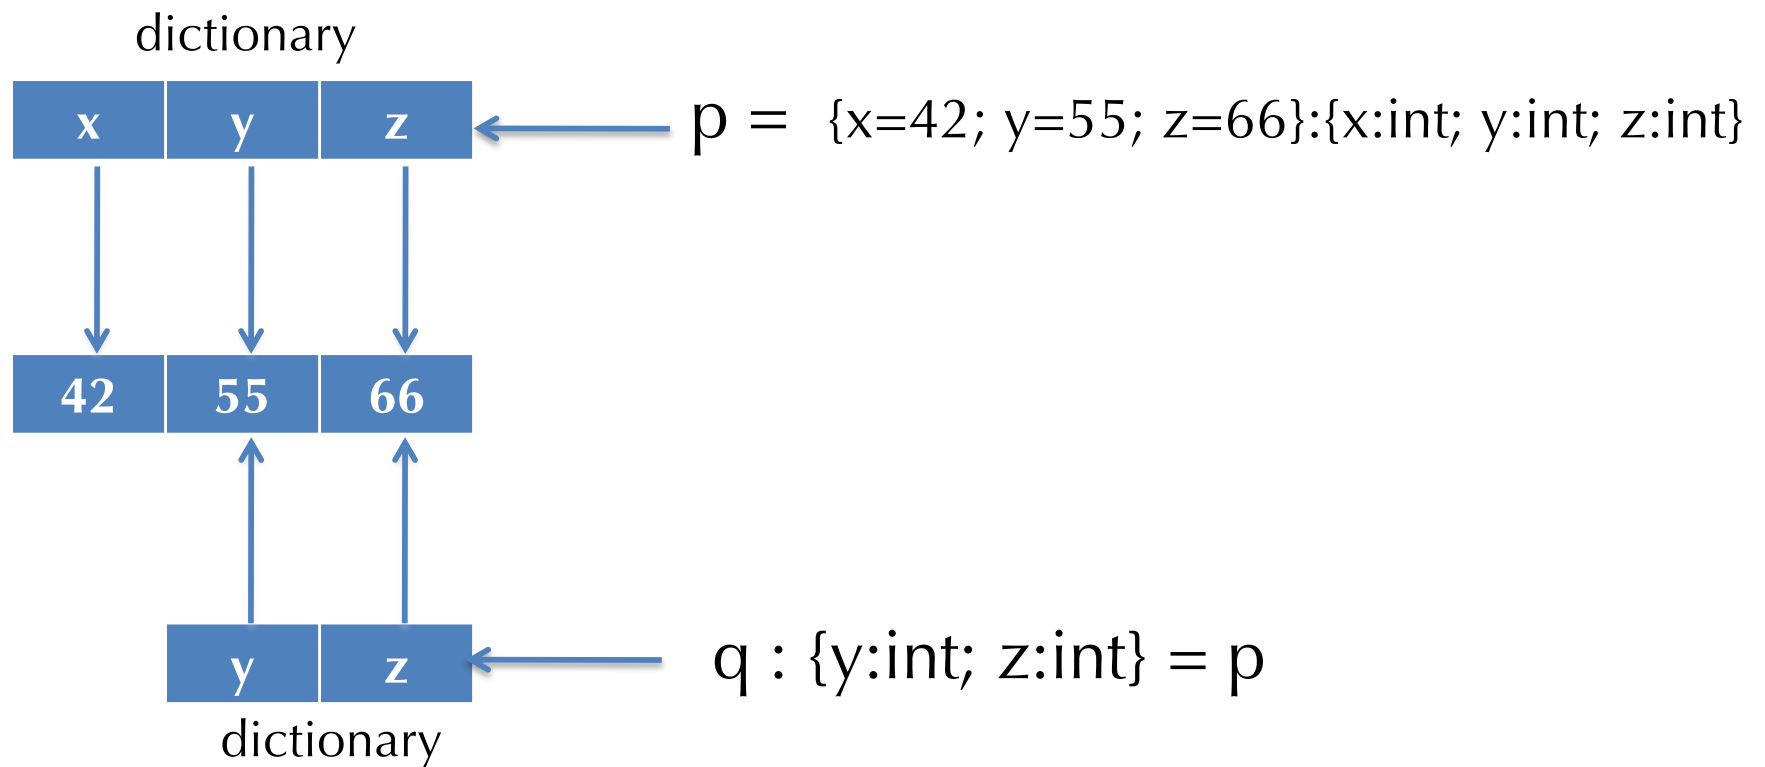 dictionary
x y z
p = {x=42; y=55; z=66}:{x:int; y:int; z:int}
42 55 66
y z
q : {y:int; z:int} = p
dictionary